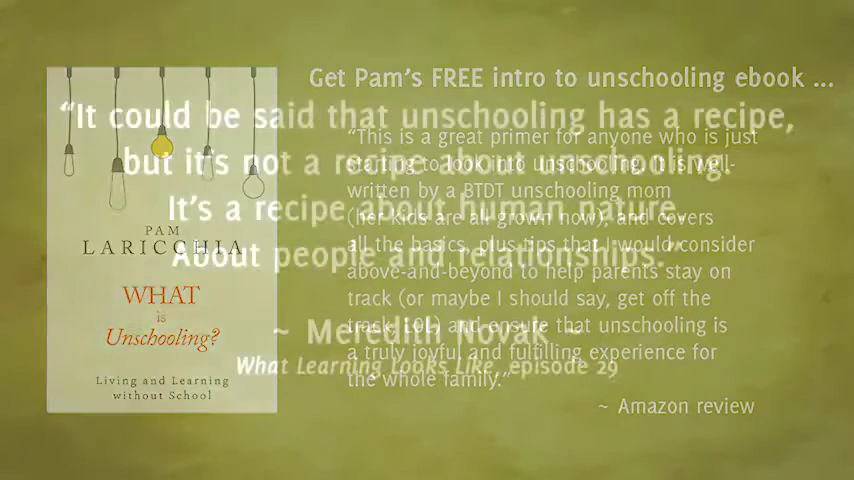 Get Pam's FREE intro to unschooling ebook ...
"It could be said that unschooling has a recipe,
but it's not a recipe about unschooling.
It's a recipe about human nature.
About people and relationships."
~ Meredith Novak ~
What Learning Looks Like, episode 29
"This is a great primer for anyone who is just
starting to look into unschooling. It is well-
written by a BTDT unschooling mom
(her kids are all grown now), and covers
all the basics, plus tips that I would consider
above-and-beyond to help parents stay on
track (or maybe I should say, get off the
track, LOL) and ensure that unschooling is
a truly joyful and fulfilling experience for
the whole family."
~ Amazon review
PAM
LARICCHIA
WHAT
is
Unschooling?
Living and Learning
without School